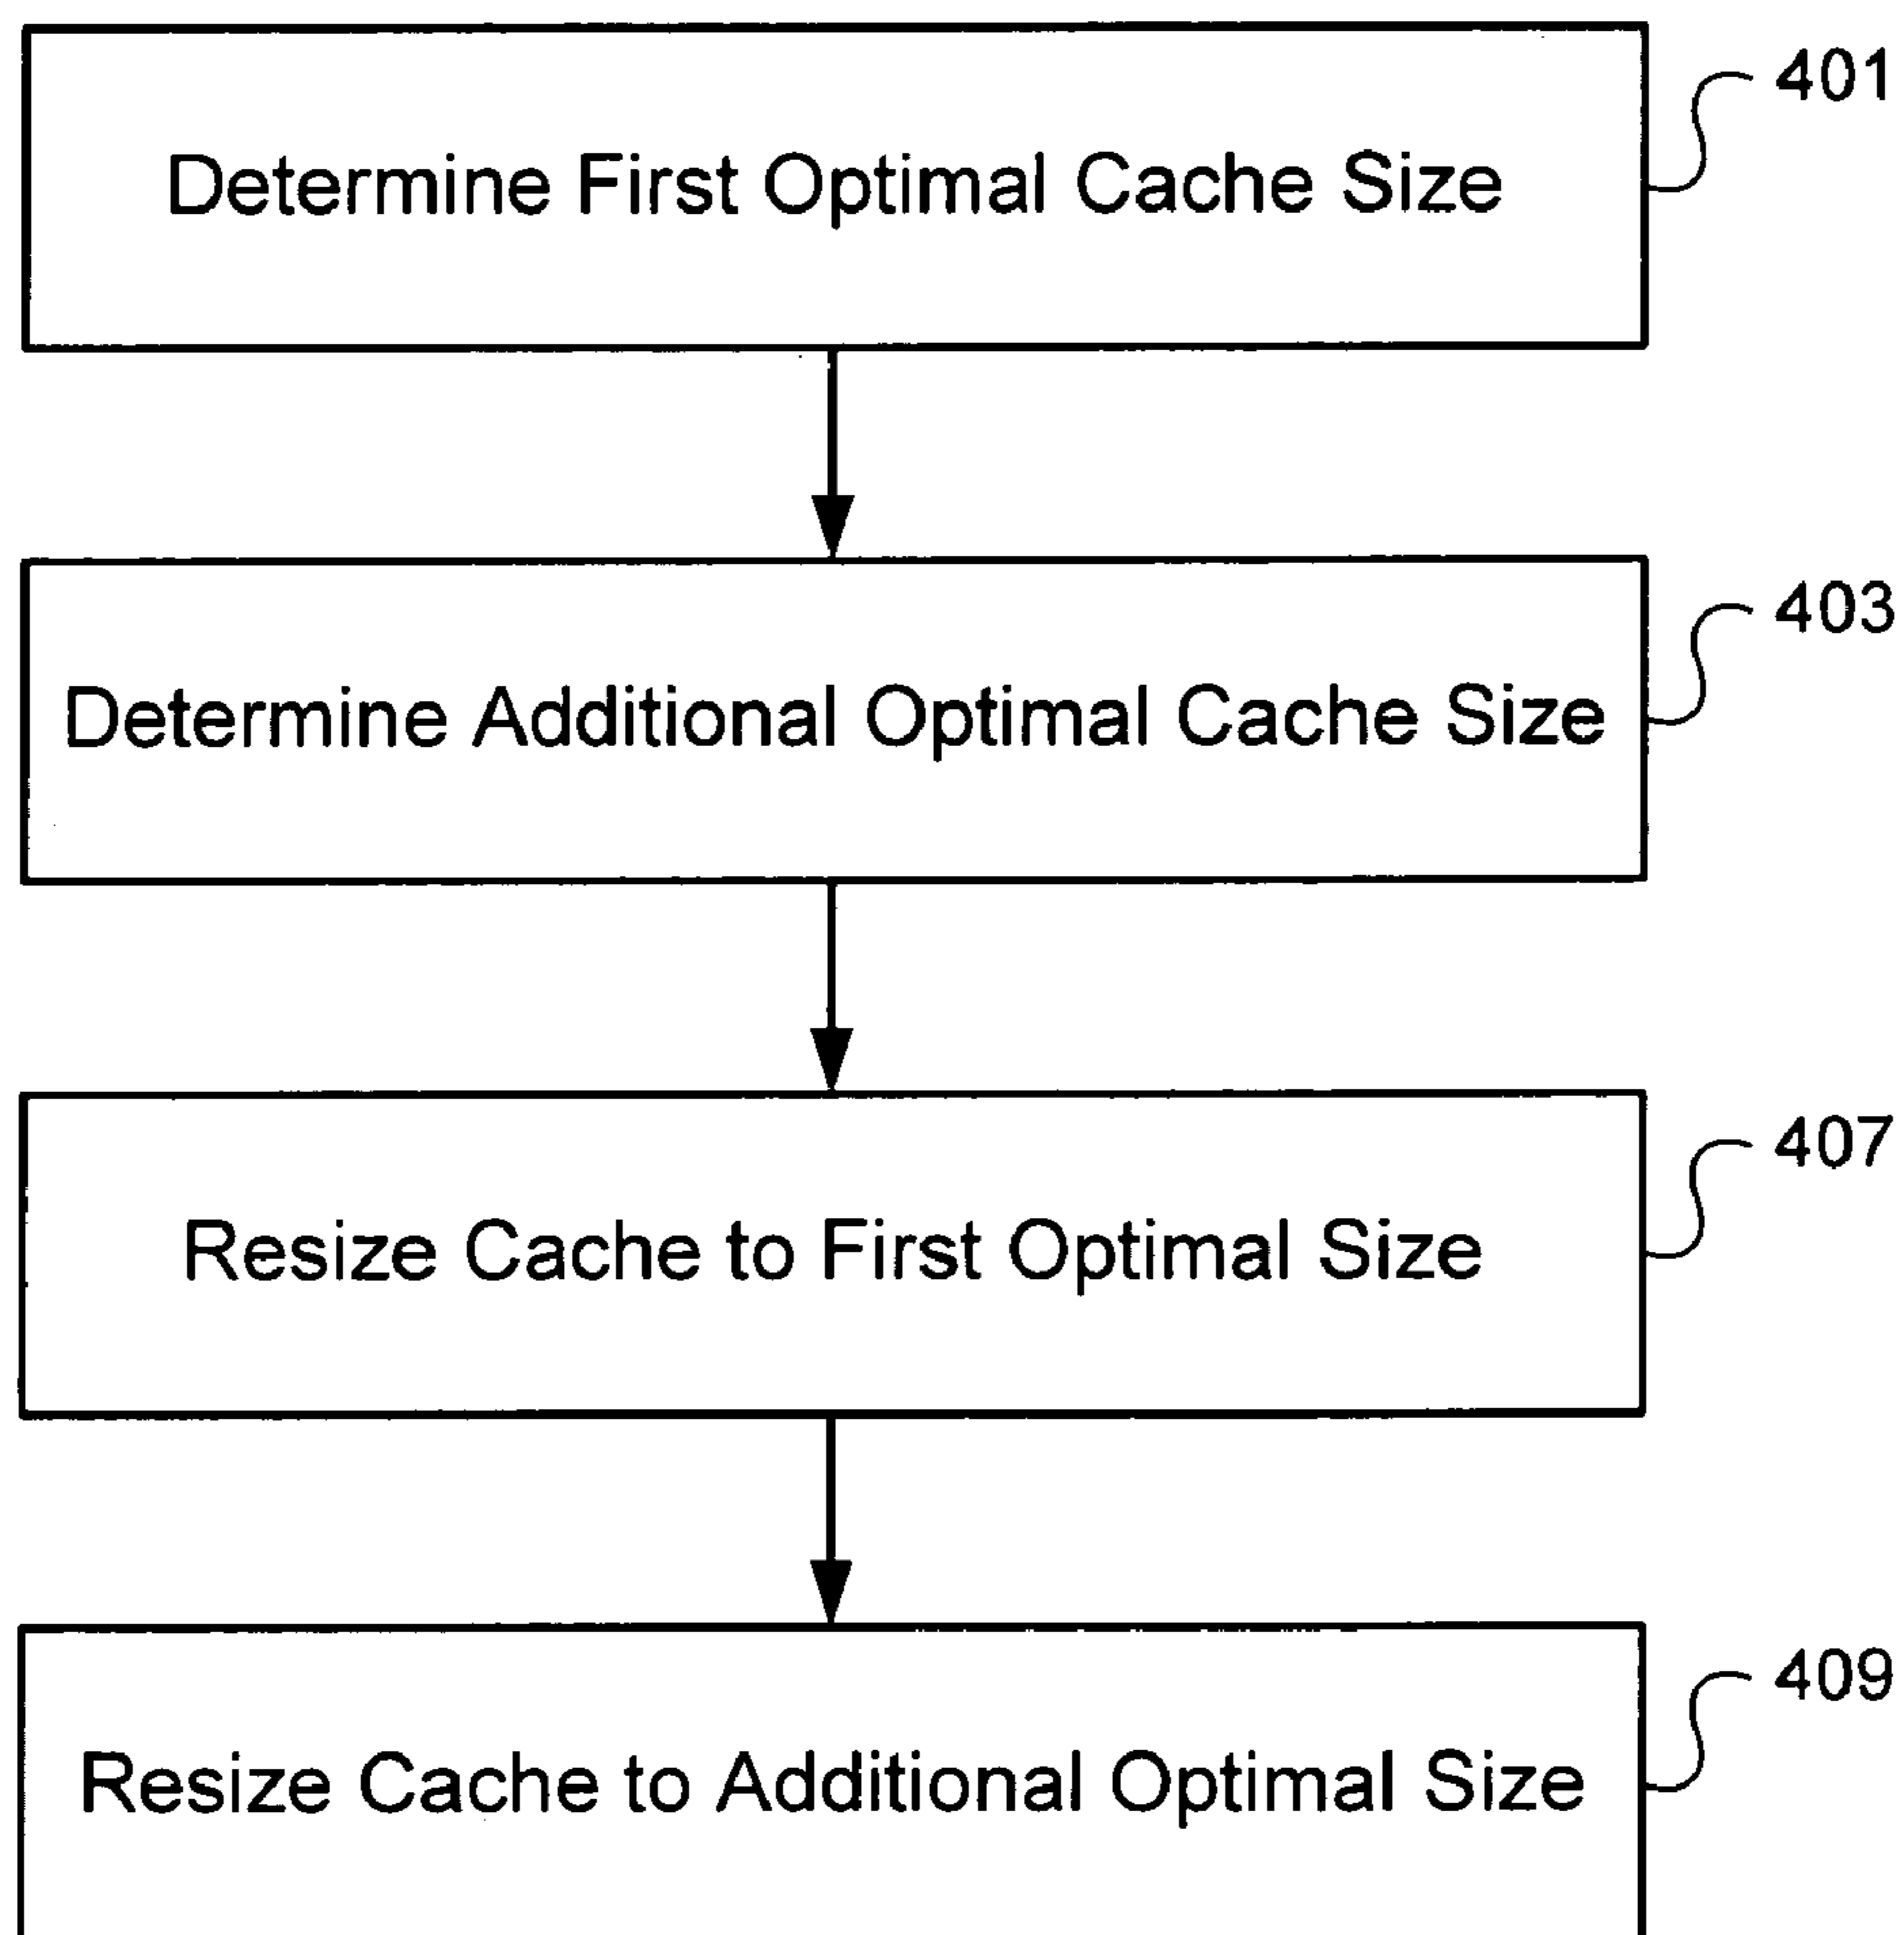 401
Determine First Optimal Cache Size
403
Determine Additional Optimal Cache Size
407
Resize Cache to First Optimal Size
409
Resize Cache to Additional Optimal Size